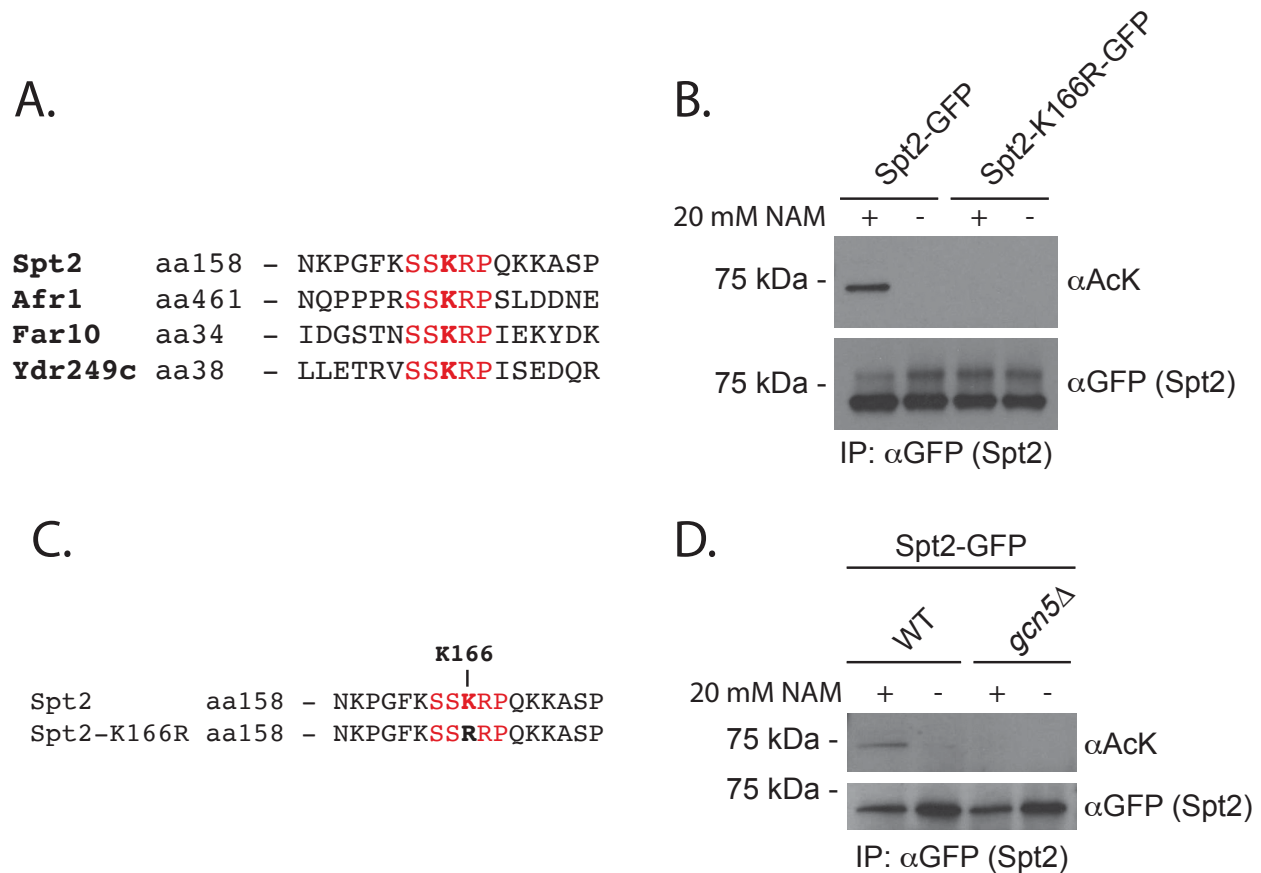 A.
Spt2 aa158 - NKPGFKSSKRPQKKASP
Afr1 aa461 - NQPPPRSSKRPSLDDNE
Far10 aa34 - IDGSTNSSKRPIEKYDK
Ydr249c aa38 - LLETRVSSKRPISEDQR
B.
Spt2-GFP
Spt2-K166R-GFP
20 mM NAM + - + -
75 kDa - αAcK
75 kDa - αGFP (Spt2)
IP: αGFP (Spt2)
C.
K166
Spt2 aa158 - NKPGFKSSKRPQKKASP
Spt2-K166R aa158 - NKPGFKSSRRPQKKASP
D.
Spt2-GFP
WT gcn5Δ
20 mM NAM + - + -
75 kDa - αAcK
75 kDa - αGFP (Spt2)
IP: αGFP (Spt2)